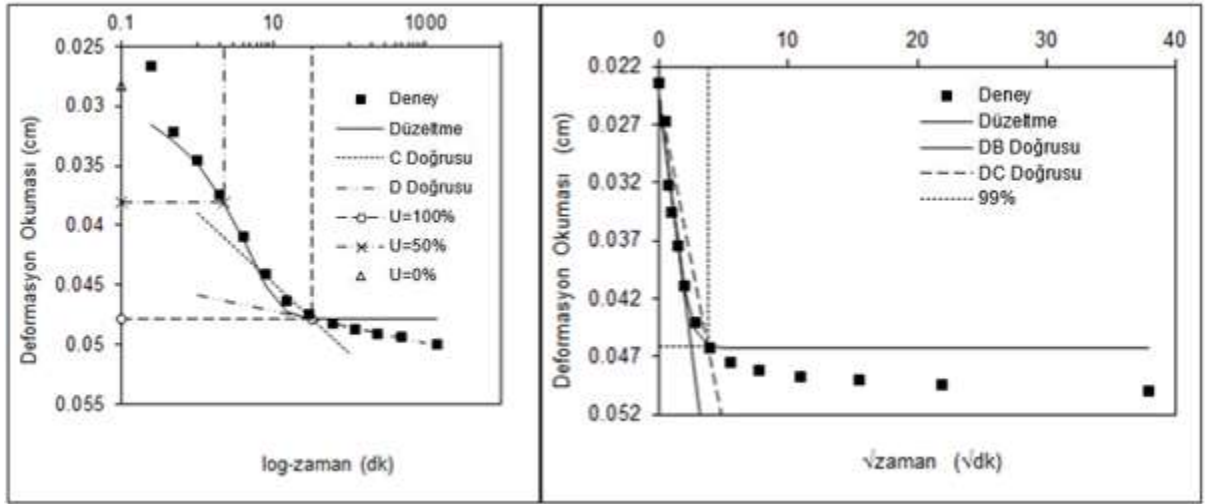 0.1 10 1000
0.025
0.03
0.035
0.04
0.045
0.05
0.055
Deformasyon Okuması (cm)
Deney
Düzeltme
C Doğrusu
D Doğrusu
U=100%
U=50%
U=0%
log-zaman (dk)
0 10 20 30 40
0.022
0.027
0.032
0.037
0.042
0.047
0.052
Deformasyon Okuması (cm)
Deney
Düzeltme
DB Doğrusu
DC Doğrusu
99%
√zaman (√dk)